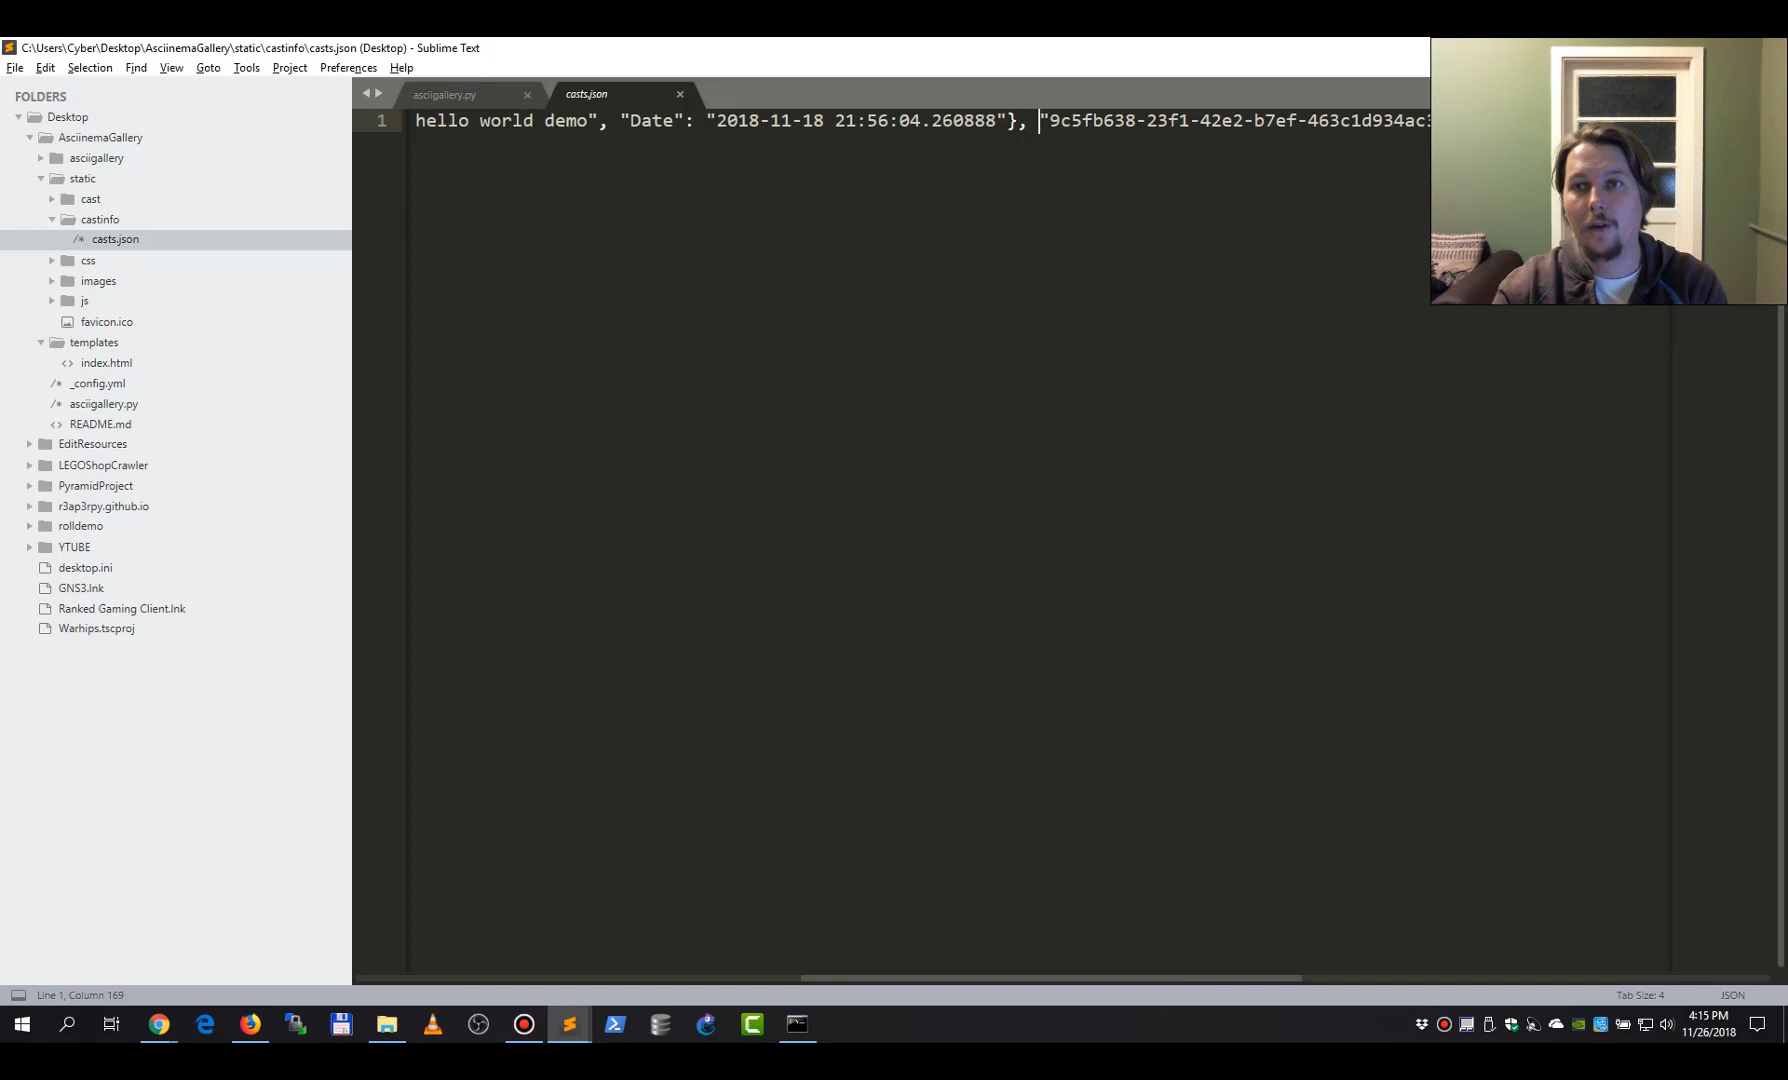 C:\Users\Cyber\Desktop\AsciinemaGallery\static\castinfo\casts.json (Desktop) - Sublime Text
File Edit Selection Find View Goto Tools Project Preferences Help
FOLDERS
Desktop
AsciinemaGallery
asciigallery
static
cast
castinfo
casts.json
css
images
js
favicon.ico
templates
index.html
_config.yml
asciigallery.py
README.md
EditResources
LEGOShopCrawler
PyramidProject
r3ap3rpy.github.io
rolldemo
YTUBE
desktop.ini
GNS3.lnk
Ranked Gaming Client.lnk
Warhips.tscproj
asciigallery.py
casts.json
1 hello world demo", "Date": "2018-11-18 21:56:04.260888"}, "9c5fb638-23f1-42e2-b7ef-463c1d934ac
Line 1, Column 169
Tab Size: 4
JSON
4:15 PM
11/26/2018